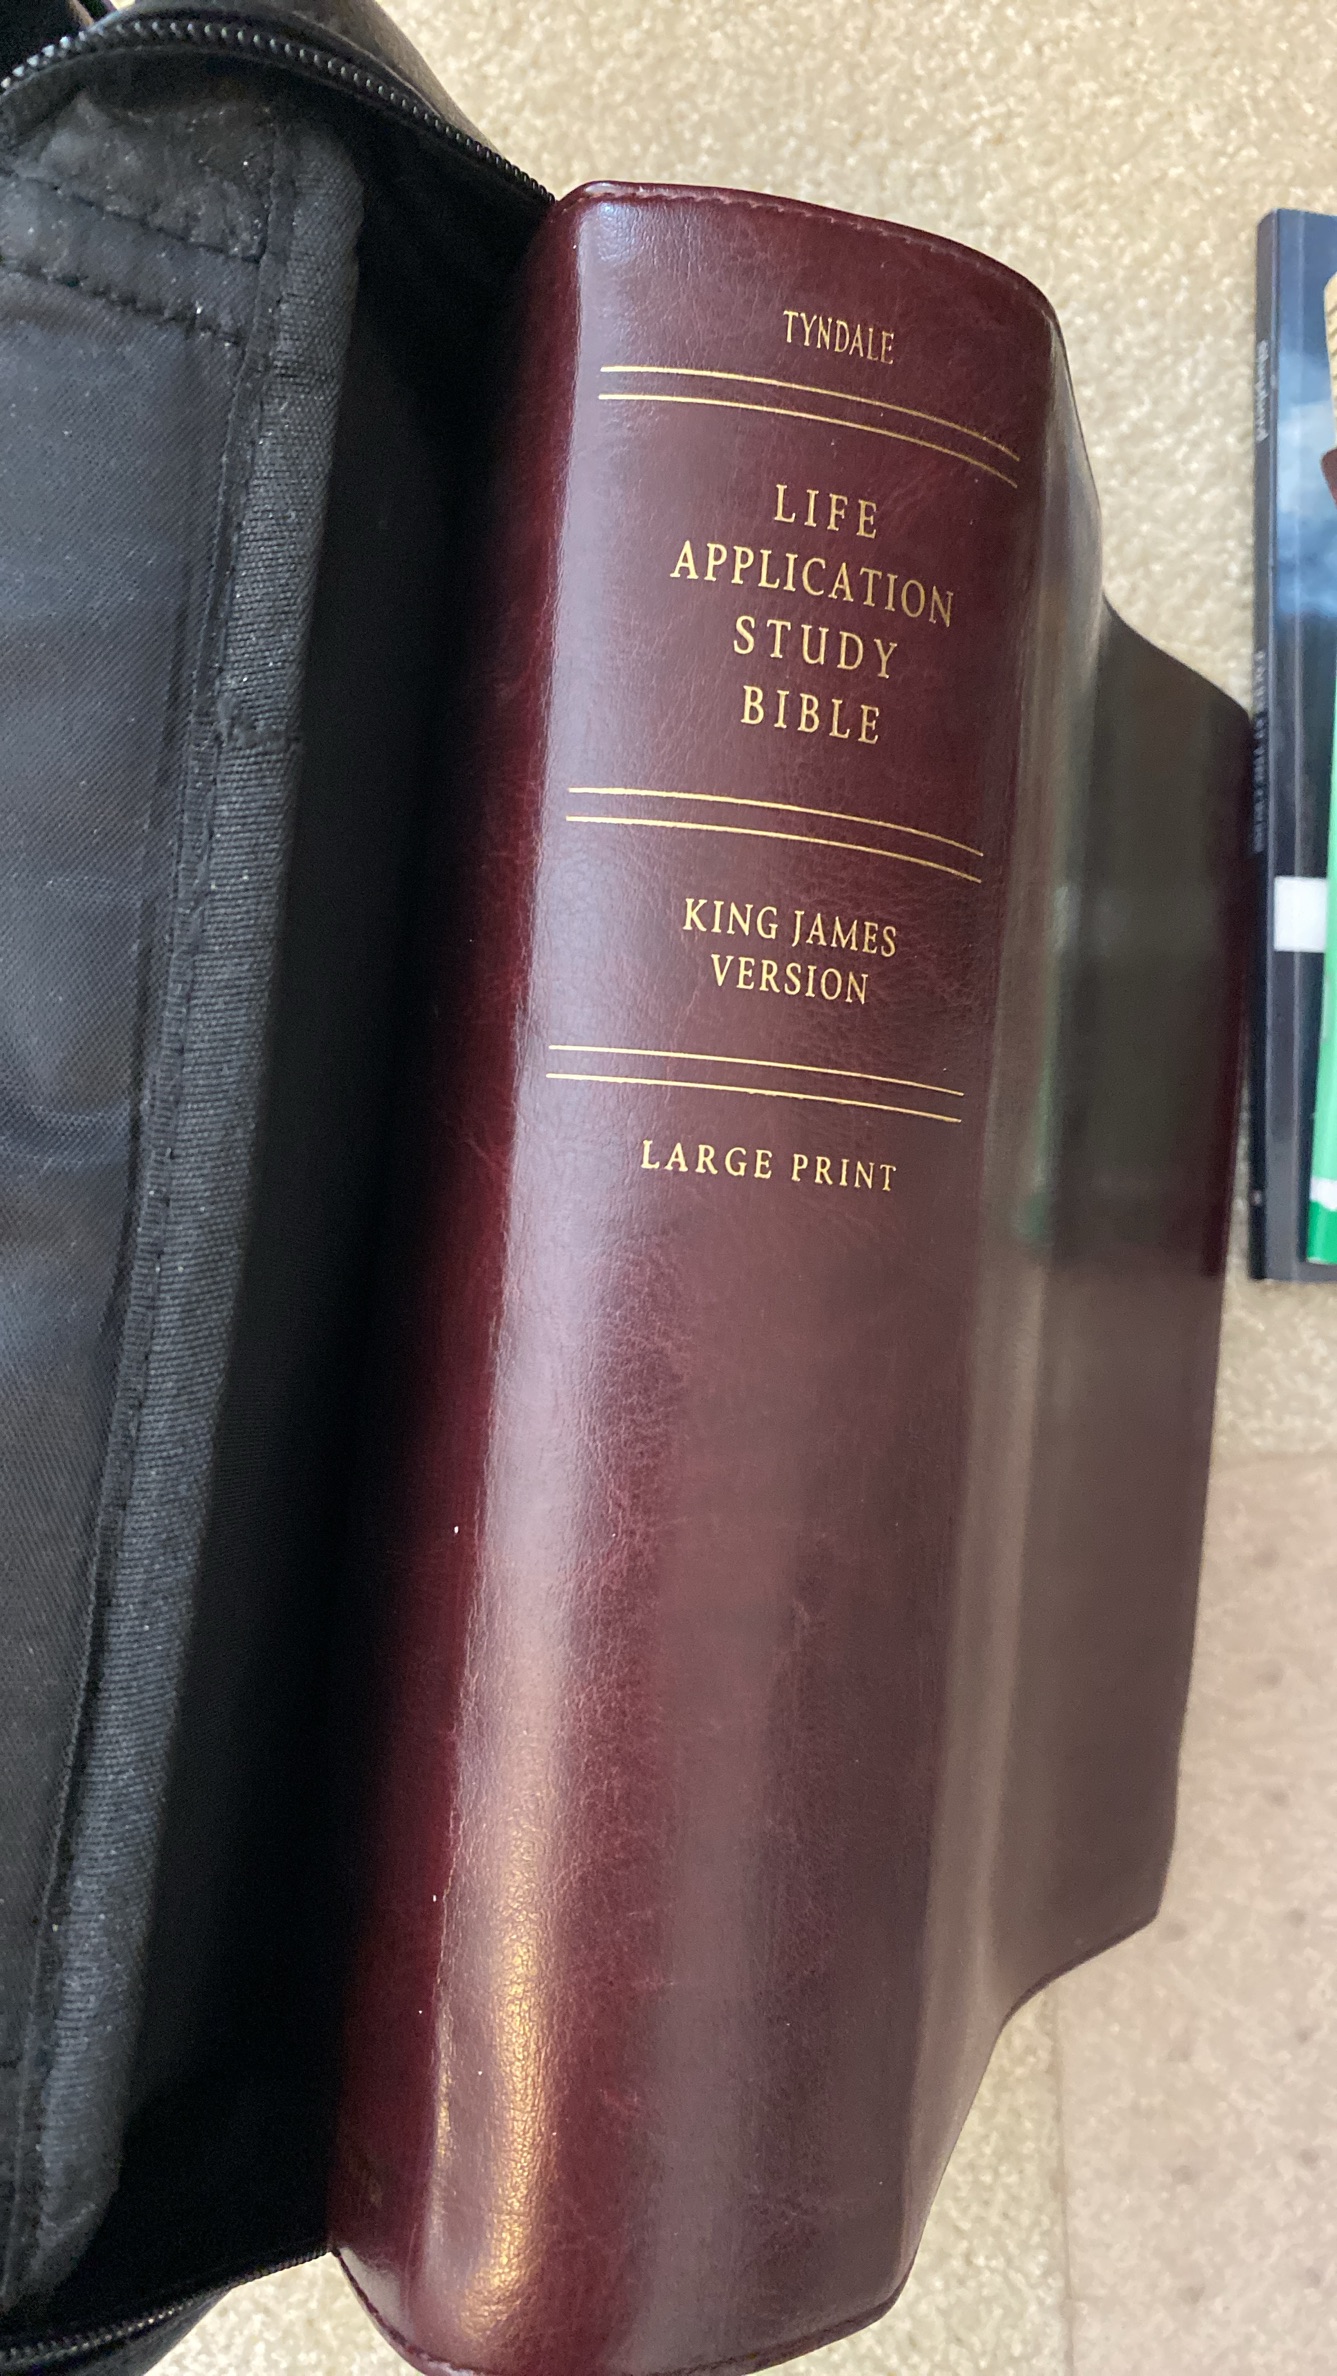 TYNDALE
LIFE
APPLICATION
STUDY
BIBLE
KING JAMES
VERSION
LARGE PRINT